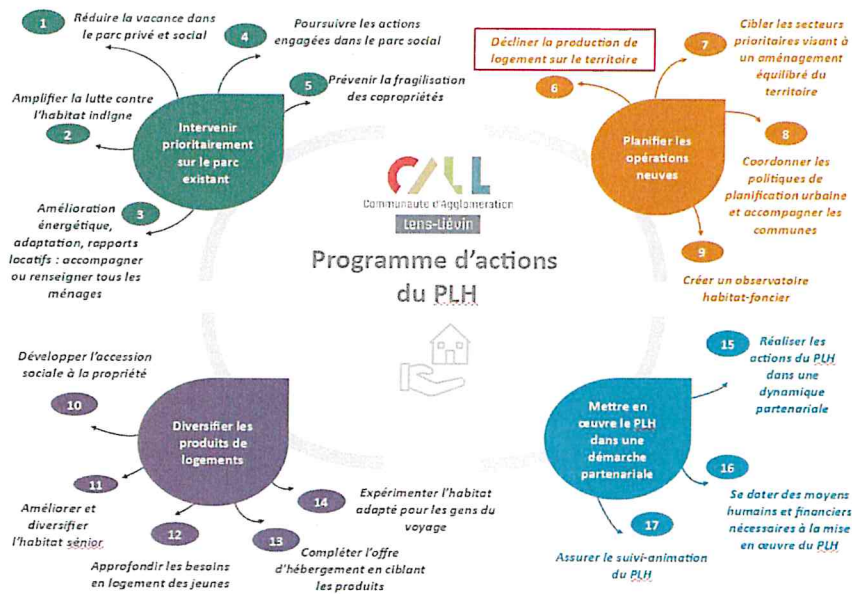 1
Réduire la vacance dans
le parc privé et social
4
Poursuivre les actions
engagées dans le parc social
5
Prévenir la fragilisation
des copropriétés
Amplifier la lutte contre
l'habitat indigne
2
Intervenir
prioritairement
sur le parc
existant
3
Amélioration
énergétique,
adaptation, rapports
locatifs : accompagner
ou renseigner tous les
ménages
Décliner la production de
logement sur le territoire
6
7
Cibler les secteurs
prioritaires visant à
un aménagement
équilibré du
territoire
Planifier les
opérations
neuves
8
Coordonner les
politiques de
planification urbaine
et accompagner les
communes
9
Créer un observatoire
habitat-foncier
CALL
Communauté d'Agglomération
Lens-Liévin
Programme d'actions
du PLH
Développer l'accession
sociale à la propriété
10
Diversifier les
produits de
logements
11
Améliorer et
diversifier
l'habitat sénior
12
Approfondir les besoins
en logement des jeunes
13
Compléter l'offre
d'hébergement en ciblant
les produits
14
Expérimenter l'habitat
adapté pour les gens du
voyage
Mettre en
œuvre le PLH
dans une
démarche
partenariale
15
Réaliser les
actions du PLH
dans une
dynamique
partenariale
16
Se doter des moyens
humains et financiers
nécessaires à la mise
en œuvre du PLH
17
Assurer le suivi-animation
du PLH